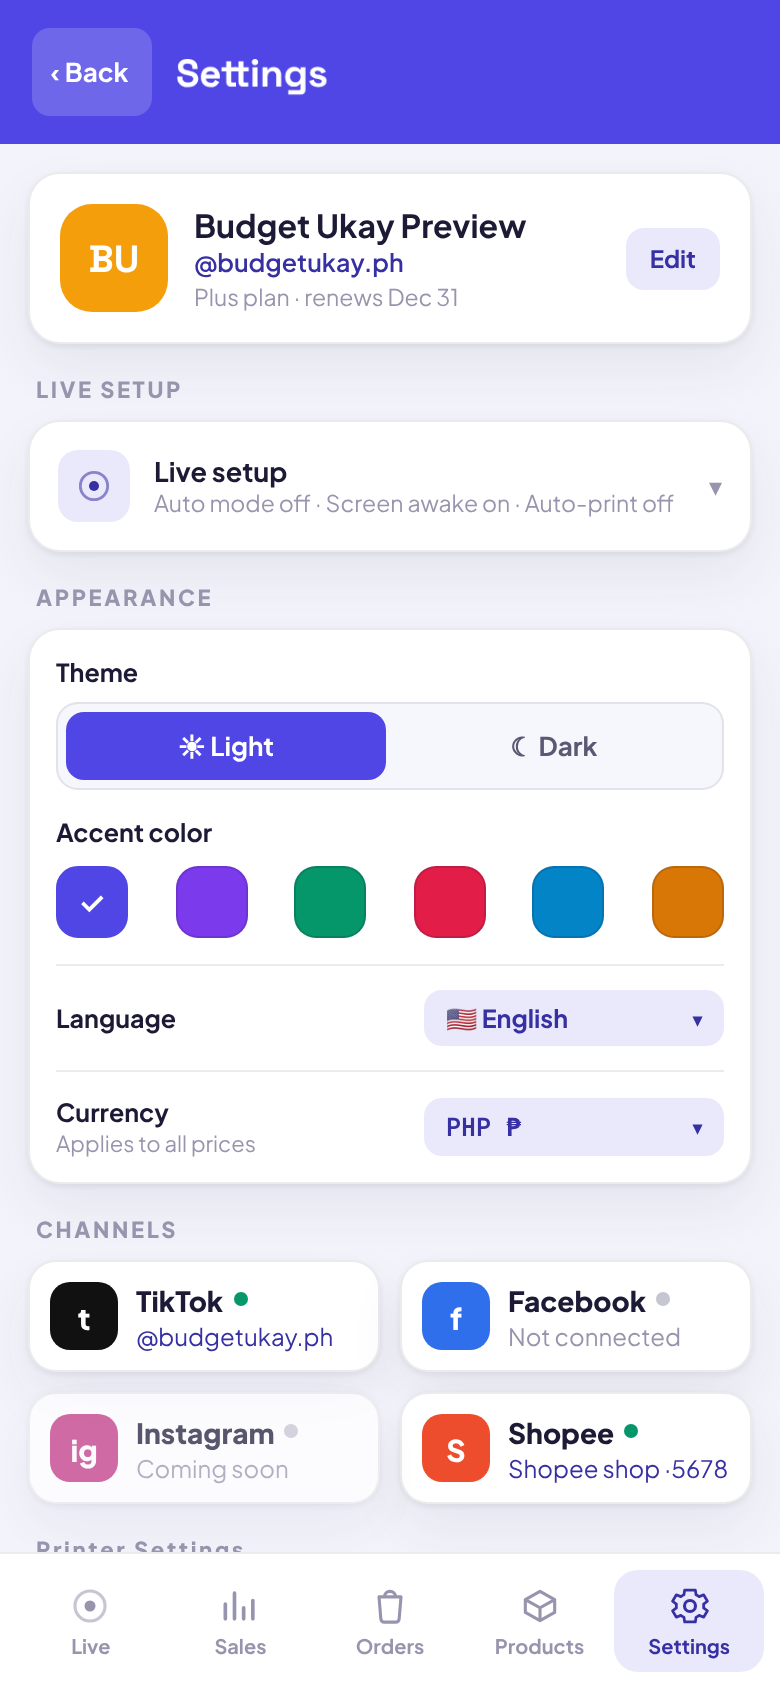 ‹ Back
Settings
BU
Budget Ukay Preview
@budgetukay.ph
Plus plan · renews Dec 31
Edit
LIVE SETUP
Live setup
Auto mode off · Screen awake on · Auto-print off
▼
APPEARANCE
Theme
☀ Light
☾ Dark
Accent color
✓
Language
🇺🇸 English ▼
Currency
Applies to all prices
PHP ₱ ▼
CHANNELS
t
TikTok
@budgetukay.ph
f
Facebook
Not connected
ig
Instagram
Coming soon
S
Shopee
Shopee shop ·5678
Printer Settings
Live
Sales
Orders
Products
Settings